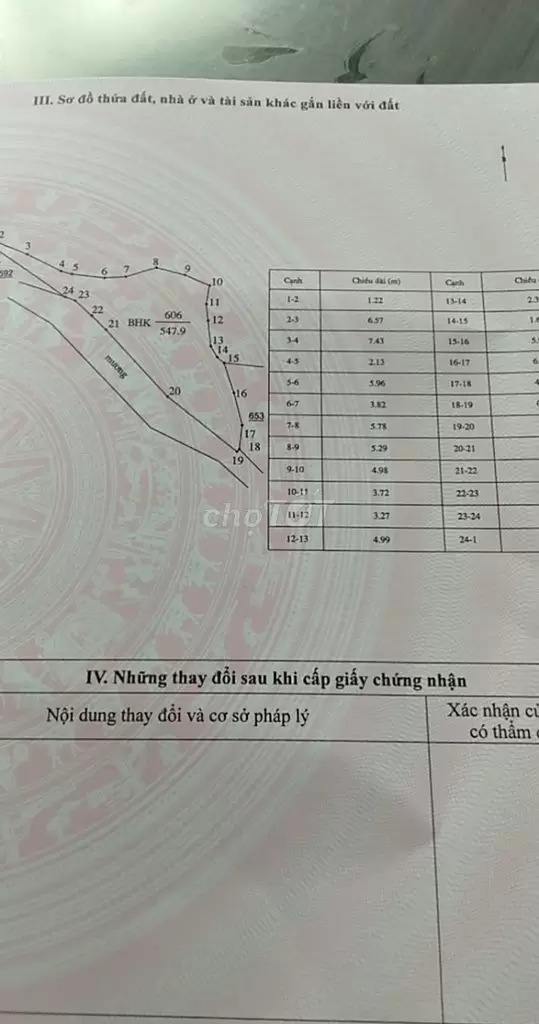 III. Sơ đồ thửa đất, nhà ở và tài sản khác gắn liền với đất
2
3
592
4 5 6 7 8 9
10
11
12
13
14
15
16
653
17
18
19
20
21
22
23
24
BHK 606
547.9
mương
Cạnh Chiều dài (m) Cạnh Chiều
1-2 1.22 13-14 2.3
2-3 6.57 14-15 1.6
3-4 7.43 15-16 5.
4-5 2.13 16-17 6.
5-6 5.96 17-18 4
6-7 3.82 18-19
7-8 5.78 19-20
8-9 5.29 20-21
9-10 4.98 21-22
10-11 3.72 22-23
11-12 3.27 23-24
12-13 4.99 24-1
chợTỐT
IV. Những thay đổi sau khi cấp giấy chứng nhận
Nội dung thay đổi và cơ sở pháp lý
Xác nhận củ
có thẩm